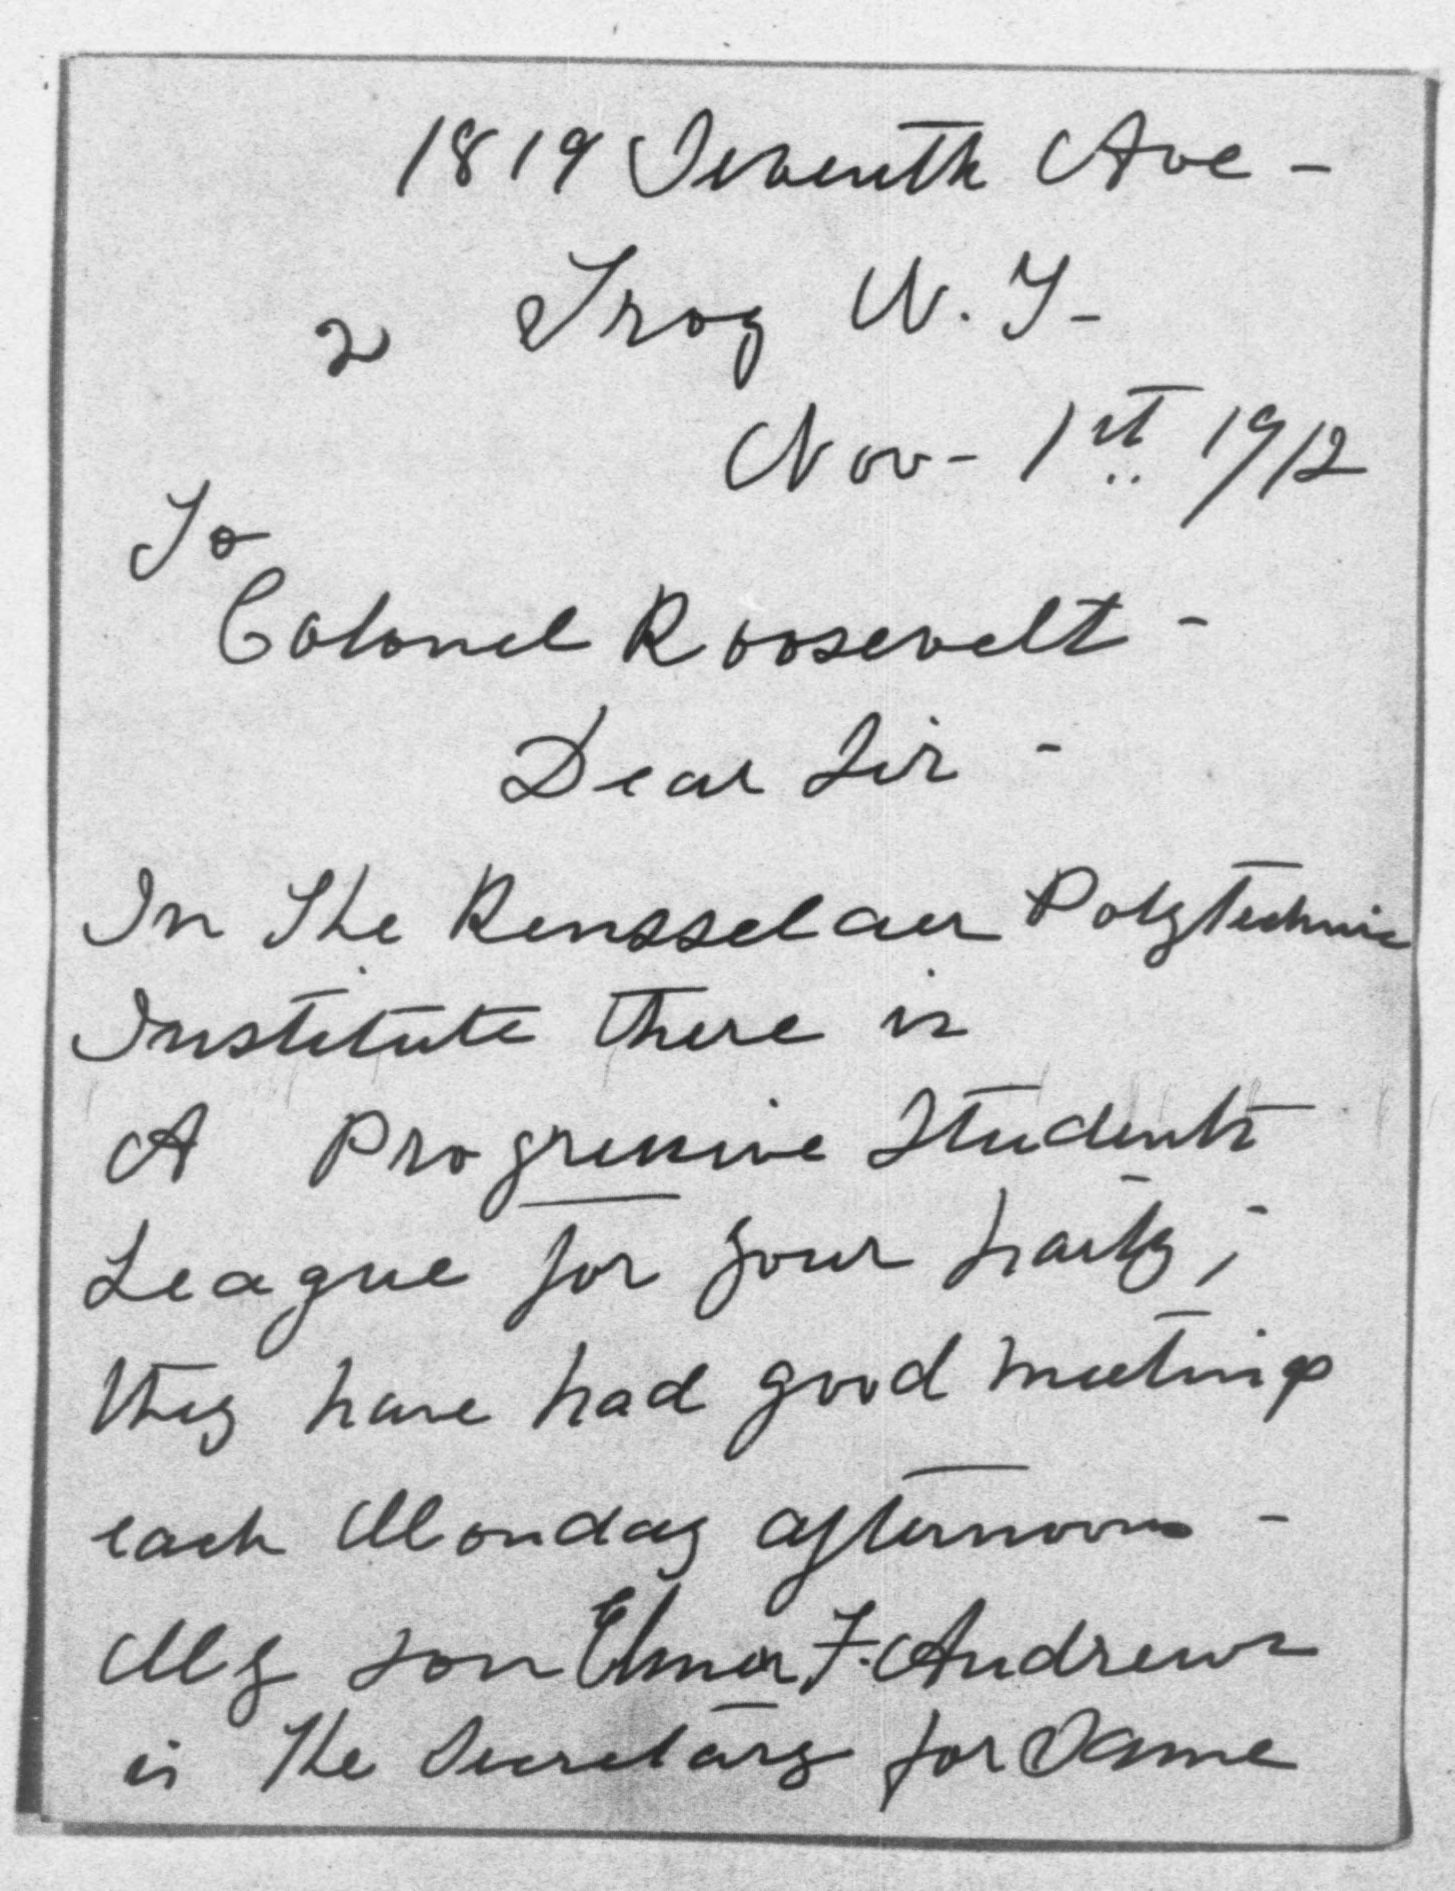 1819 Seventh Ave -
2 Troy N. Y -
Nov - 1st 1912
To
Colonel Roosevelt -
Dear Sir -
In The Rensselaer Polytechnic
Institute there is
A Progressive Students
League for your party;
they have had good meetings
each Monday afternoon -
My son Elmer F. Andrews
is The Secretary for Same